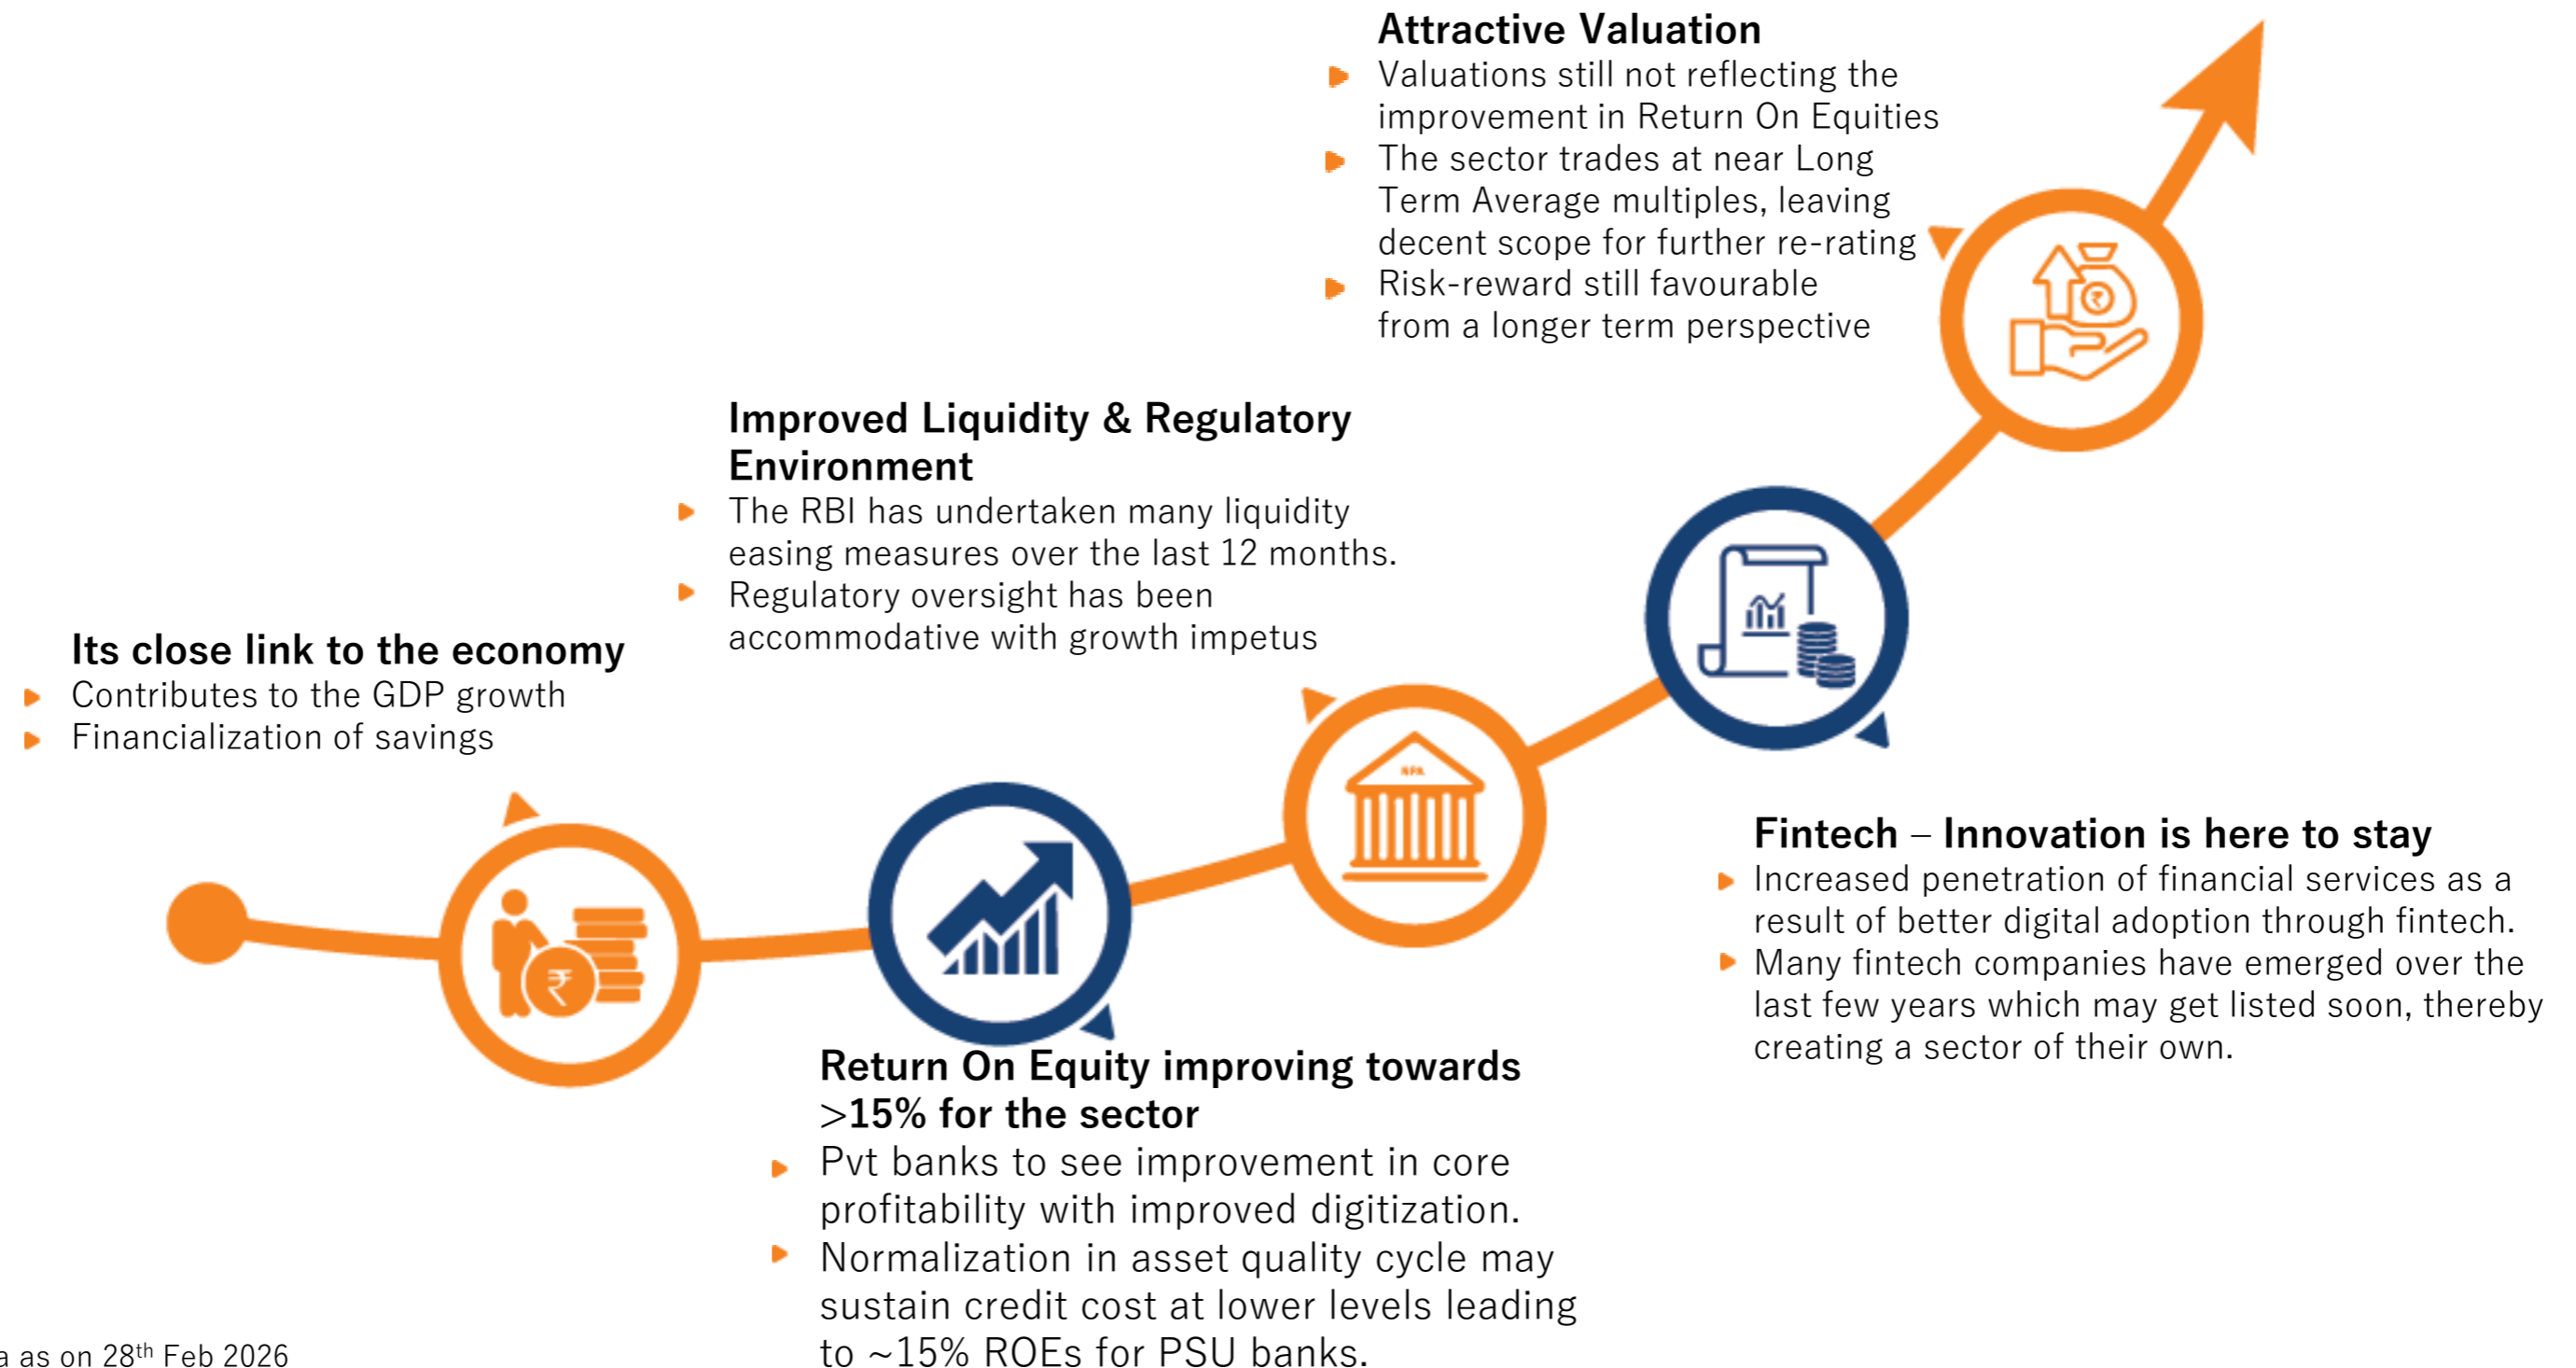 Its close link to the economy
Contributes to the GDP growth
Financialization of savings
Return On Equity improving towards
>15% for the sector
Pvt banks to see improvement in core
profitability with improved digitization.
Normalization in asset quality cycle may
sustain credit cost at lower levels leading
to ~15% ROEs for PSU banks.
Improved Liquidity & Regulatory
Environment
The RBI has undertaken many liquidity
easing measures over the last 12 months.
Regulatory oversight has been
accommodative with growth impetus
NPA
Fintech – Innovation is here to stay
Increased penetration of financial services as a
result of better digital adoption through fintech.
Many fintech companies have emerged over the
last few years which may get listed soon, thereby
creating a sector of their own.
Attractive Valuation
Valuations still not reflecting the
improvement in Return On Equities
The sector trades at near Long
Term Average multiples, leaving
decent scope for further re-rating
Risk-reward still favourable
from a longer term perspective
₹
₹
a as on 28th Feb 2026